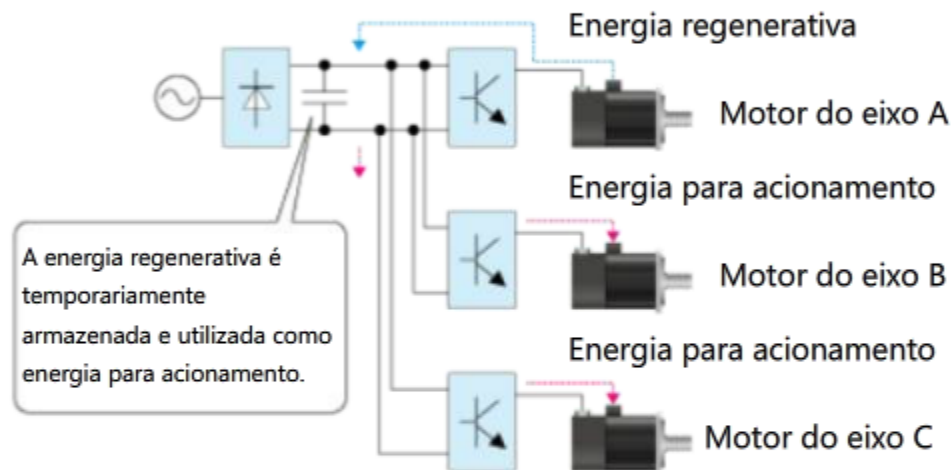 Energia regenerativa
Motor do eixo A
Energia para acionamento
A energia regenerativa é
temporariamente
armazenada e utilizada como
energia para acionamento.
Motor do eixo B
Energia para acionamento
Motor do eixo C